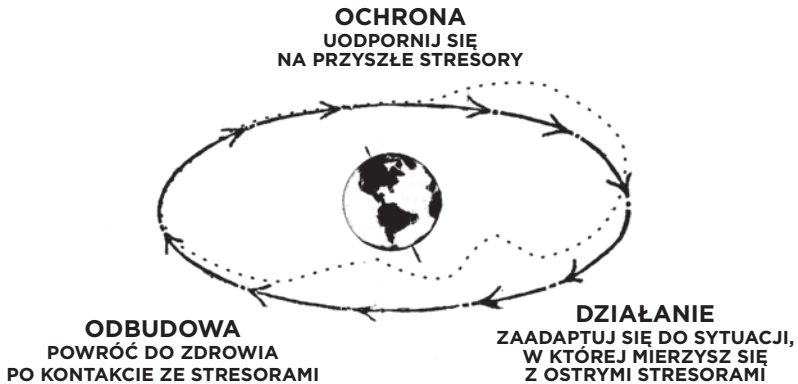 OCHRONA
UODPORNIJ SIĘ
NA PRZYSZŁE STRESORY
DZIAŁANIE
ZAADAPTUJ SIĘ DO SYTUACJI,
W KTÓREJ MIERZYSZ SIĘ
Z OSTRYMI STRESORAMI
ODBUDOWA
POWRÓĆ DO ZDROWIA
PO KONTAKCIE ZE STRESORAMI